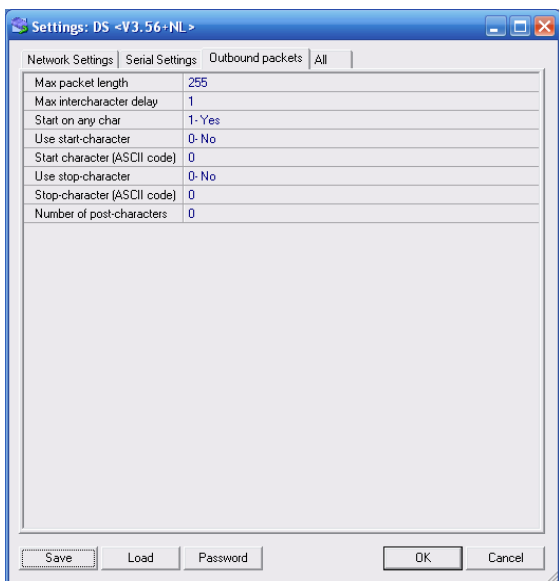 Settings: DS <V3.56+NL>
Network Settings Serial Settings Outbound packets All
Max packet length 255
Max intercharacter delay 1
Start on any char 1- Yes
Use start-character 0- No
Start character (ASCII code) 0
Use stop-character 0- No
Stop-character (ASCII code) 0
Number of post-characters 0
Save Load Password OK Cancel